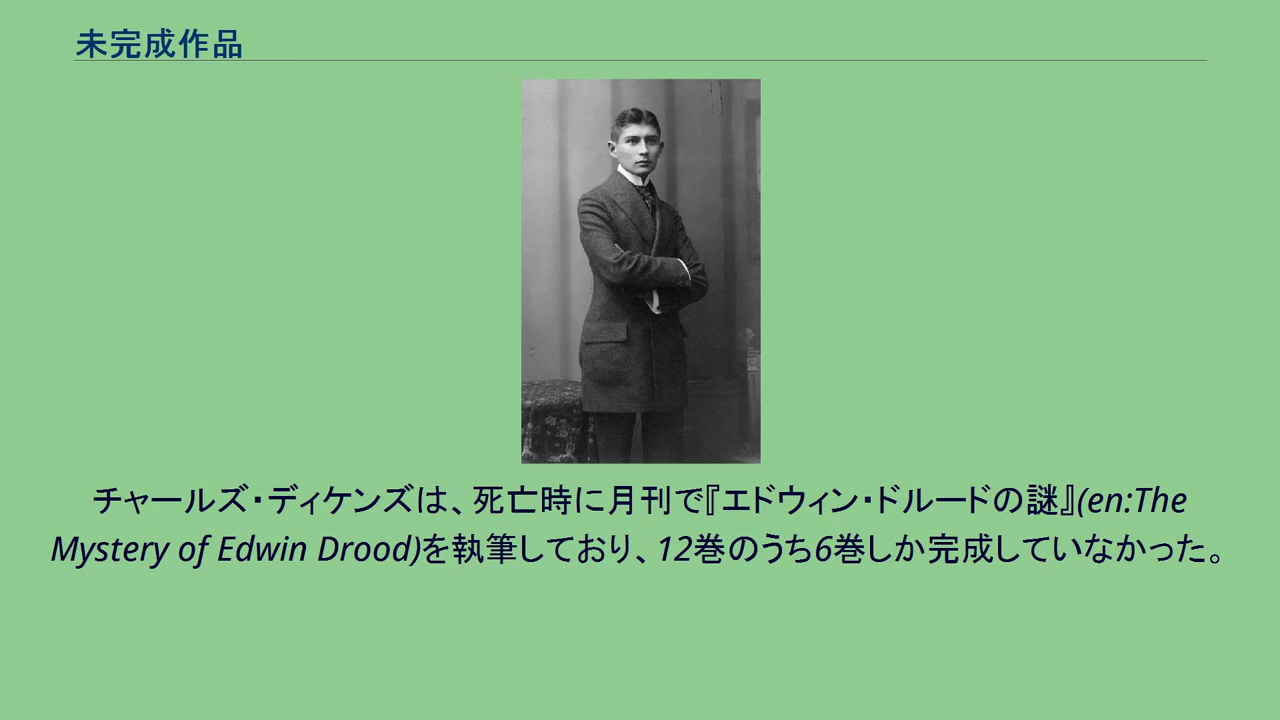 未完成作品
チャールズ・ディケンズは、死亡時に月刊で『エドウィン・ドルードの謎』(en:The
Mystery of Edwin Drood)を執筆しており、12巻のうち6巻しか完成していなかった。